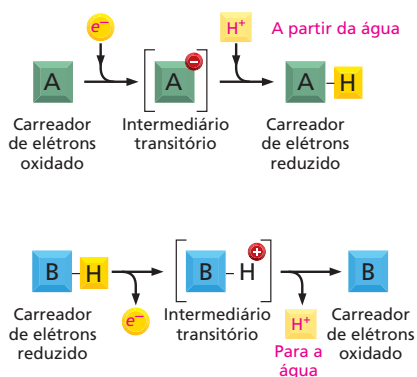 e⁻
H⁺
A partir da água
A
A
−
A
H
Carreador
de elétrons
oxidado
Intermediário
transitório
Carreador
de elétrons
reduzido
B
H
B
H
+
B
e⁻
H⁺
Carreador
de elétrons
reduzido
Intermediário
transitório
Para a
água
Carreador
de elétrons
oxidado